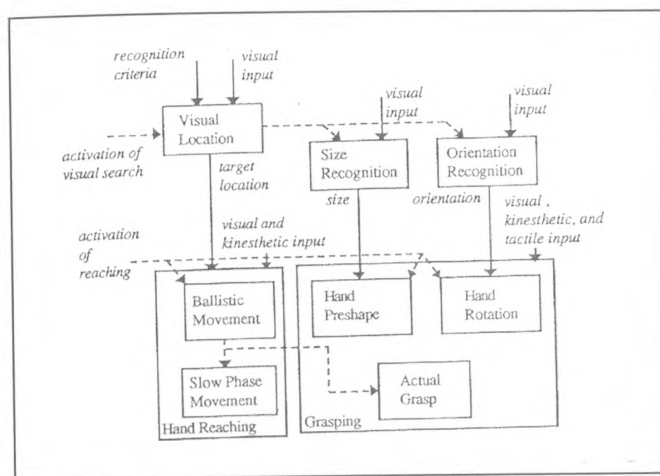 recognition
criteria
visual
input
visual
input
visual
input
Visual
Location
activation of
visual search
Size
Recognition
Orientation
Recognition
target
location
size
orientation
visual ,
kinesthetic, and
tactile input
visual and
kinesthetic input
activation
of
reaching
Ballistic
Movement
Hand
Preshape
Hand
Rotation
Slow Phase
Movement
Actual
Grasp
Hand Reaching
Grasping